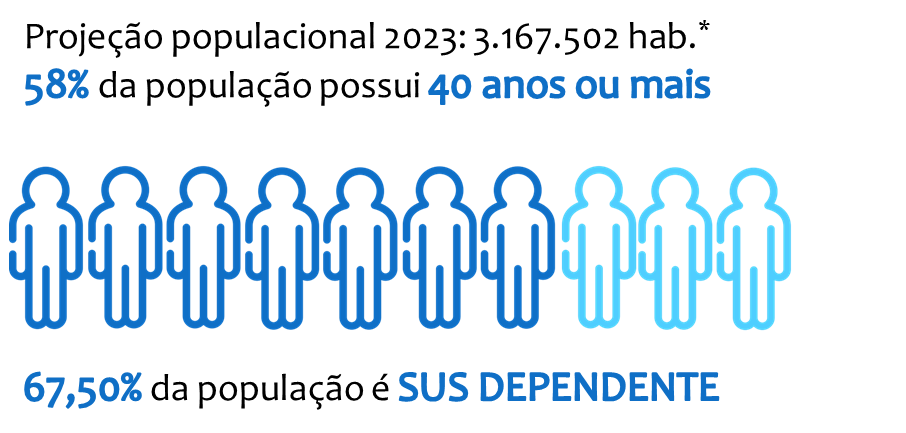 Projeção populacional 2023: 3.167.502 hab.*
58% da população possui 40 anos ou mais
67,50% da população é SUS DEPENDENTE